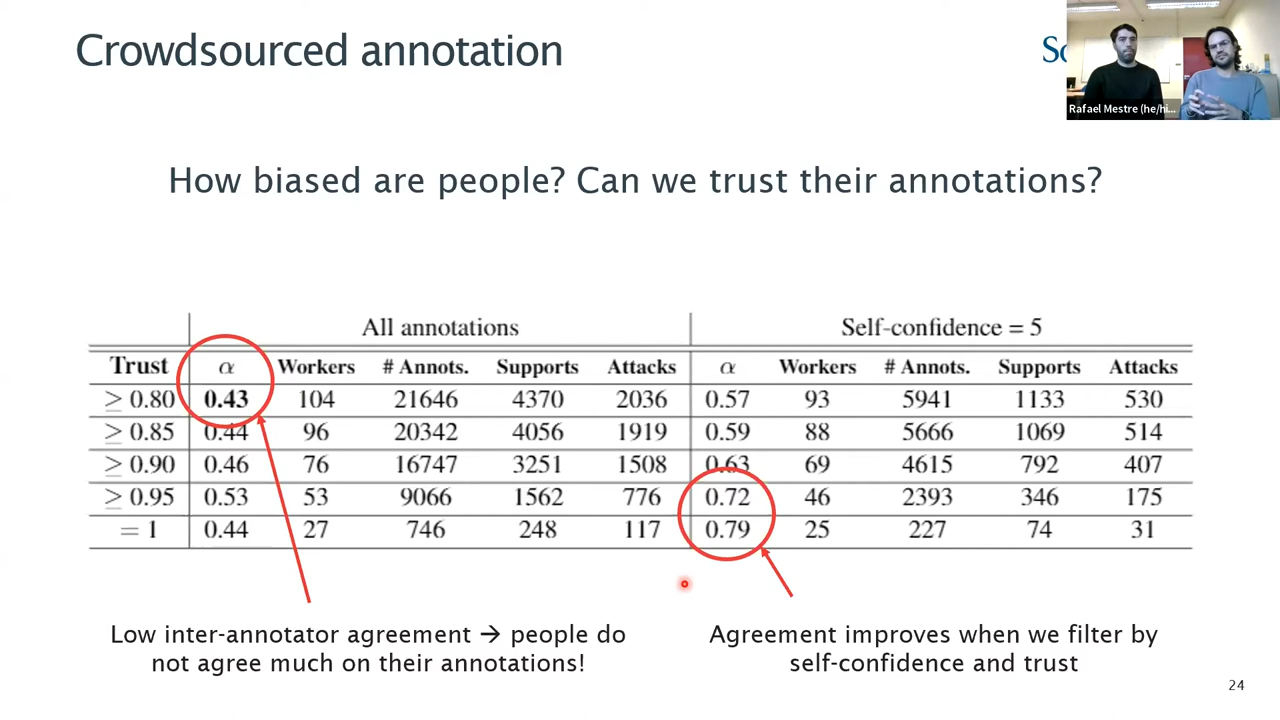 Crowdsourced annotation
Rafael Mestre (he/hi...
How biased are people? Can we trust their annotations?
All annotations Self-confidence = 5
Trust α Workers # Annots. Supports Attacks α Workers # Annots. Supports Attacks
≥ 0.80 0.43 104 21646 4370 2036 0.57 93 5941 1133 530
≥ 0.85 0.44 96 20342 4056 1919 0.59 88 5666 1069 514
≥ 0.90 0.46 76 16747 3251 1508 0.63 69 4615 792 407
≥ 0.95 0.53 53 9066 1562 776 0.72 46 2393 346 175
= 1 0.44 27 746 248 117 0.79 25 227 74 31
Low inter-annotator agreement → people do
not agree much on their annotations!
Agreement improves when we filter by
self-confidence and trust
24